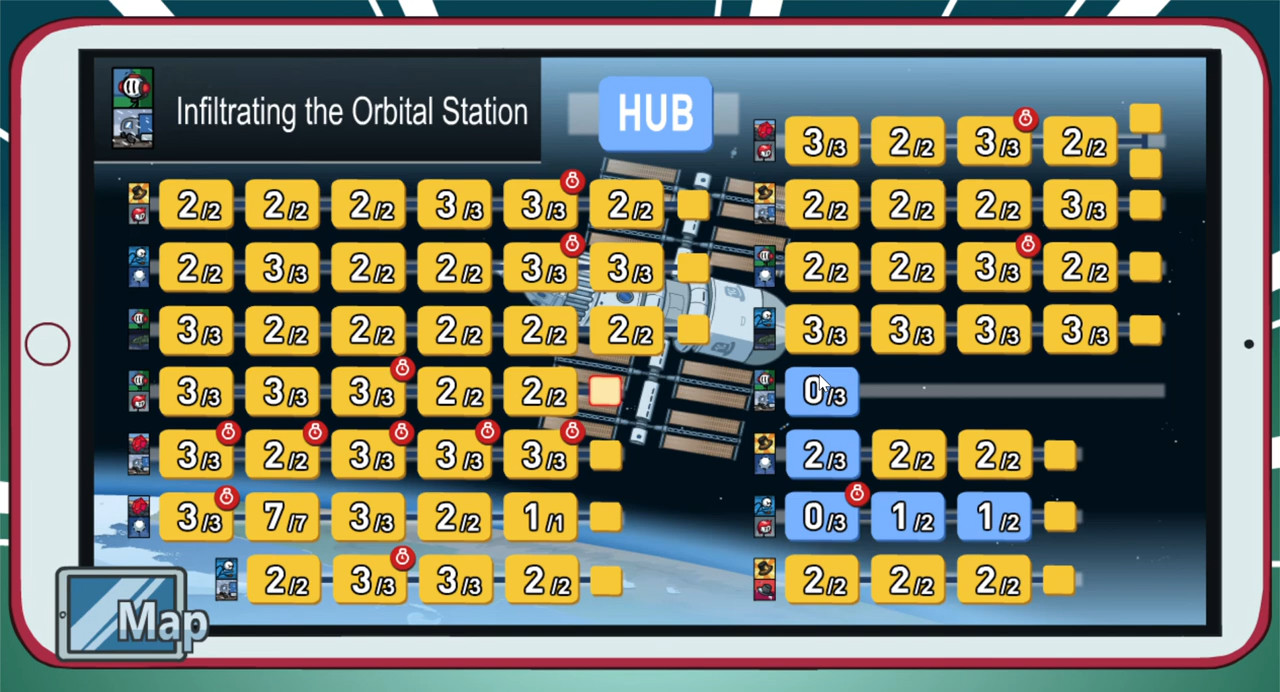 Infiltrating the Orbital Station
HUB
3/3 2/2 3/3 2/2
2/2 2/2 2/2 3/3 3/3 2/2
2/2 2/2 2/2 3/3
2/2 3/3 2/2 2/2 3/3 3/3
2/2 2/2 3/3 2/2
3/3 2/2 2/2 2/2 2/2 2/2
3/3 3/3 3/3 3/3
3/3 3/3 3/3 2/2 2/2
0/3
3/3 2/2 3/3 3/3 3/3
2/3 2/2 2/2
3/3 7/7 3/3 2/2 1/1
0/3 1/2 1/2
2/2 3/3 3/3 2/2
2/2 2/2 2/2
Map